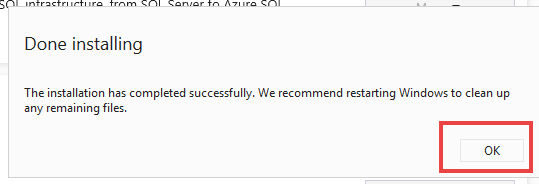 SQL infrastructure, from SQL Server to Azure SQL
Done installing
The installation has completed successfully. We recommend restarting Windows to clean up
any remaining files.
OK